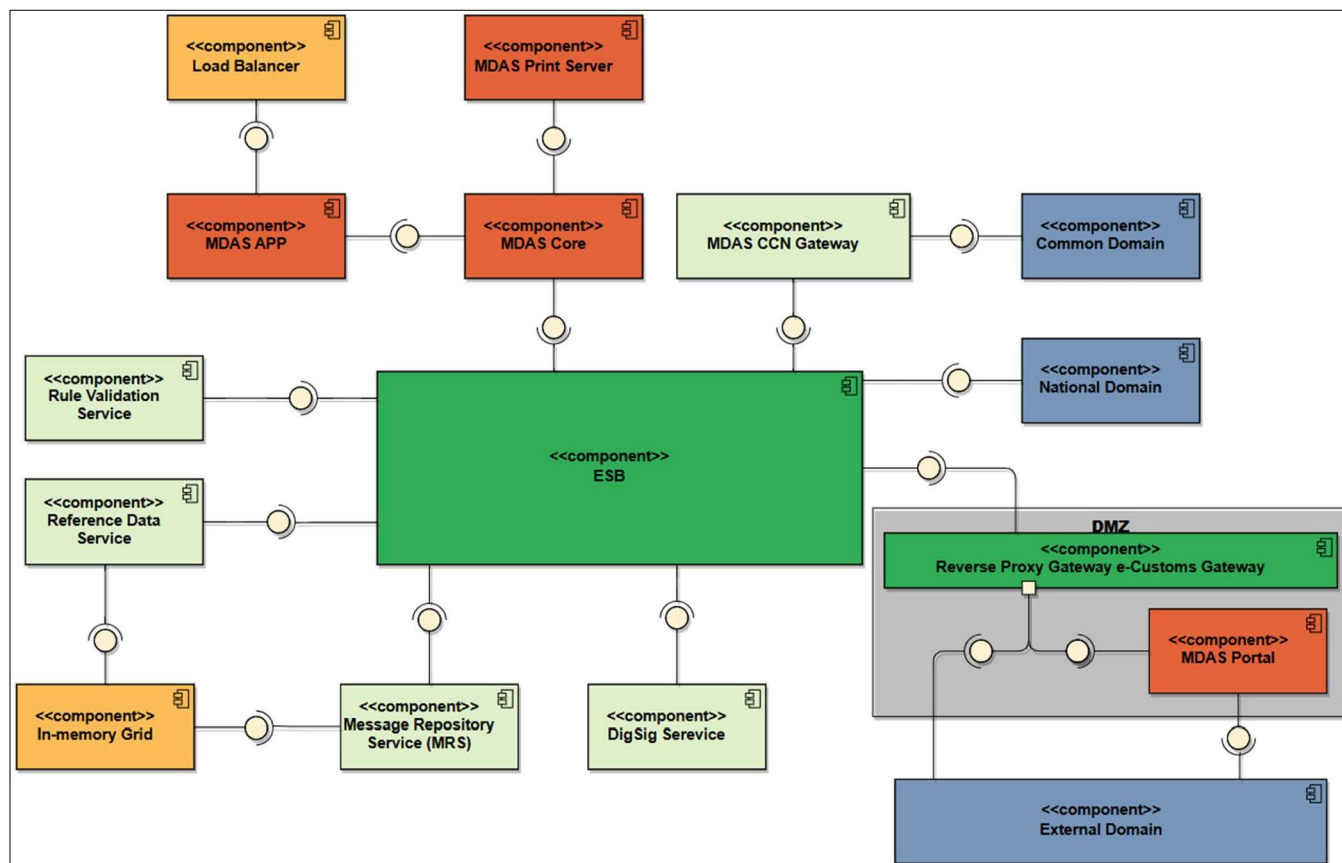 <<component>>
Load Balancer
<<component>>
MDAS Print Server
<<component>>
MDAS APP
<<component>>
MDAS Core
<<component>>
MDAS CCN Gateway
<<component>>
Common Domain
<<component>>
Rule Validation
Service
<<component>>
ESB
<<component>>
National Domain
<<component>>
Reference Data
Service
DMZ
<<component>>
Reverse Proxy Gateway e-Customs Gateway
<<component>>
MDAS Portal
<<component>>
In-memory Grid
<<component>>
Message Repository
Service (MRS)
<<component>>
DigSig Serevice
<<component>>
External Domain